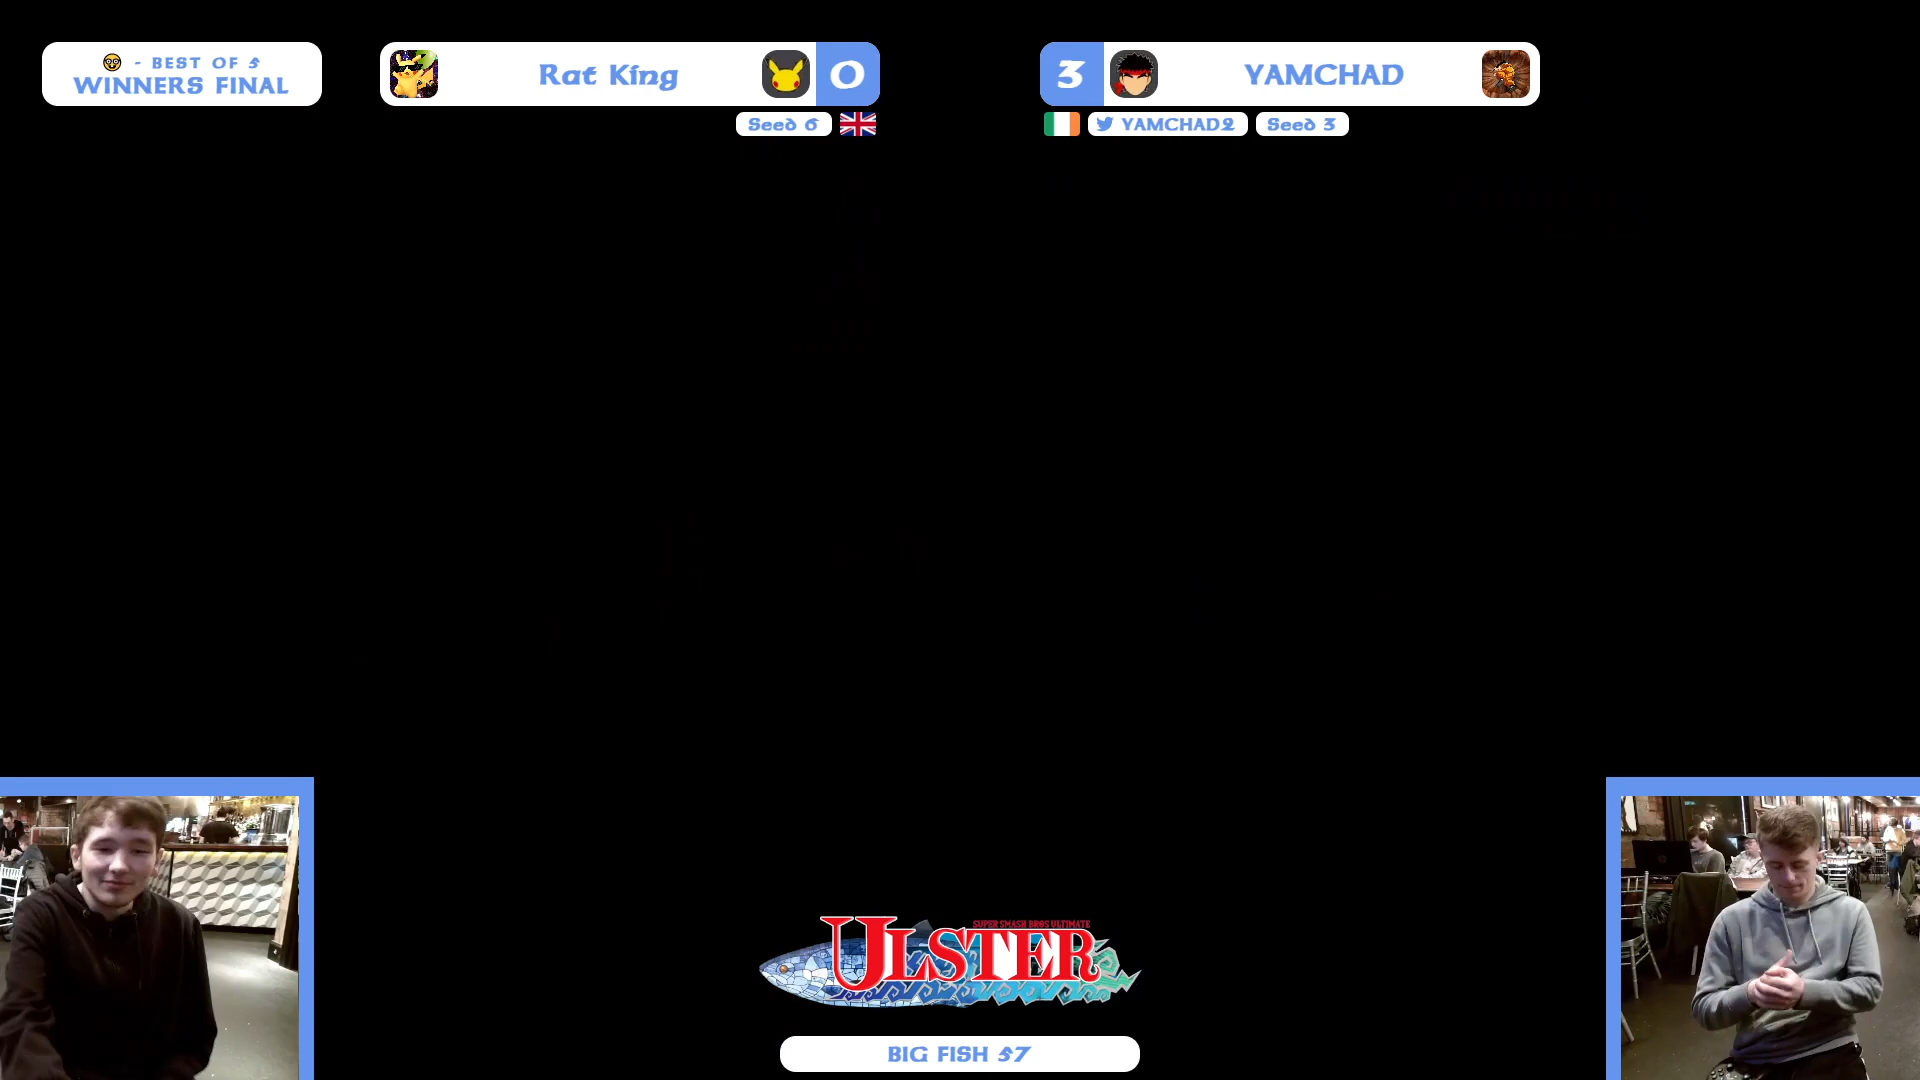 - BEST OF 5
WINNERS FINAL
Rat King
0
3
YAMCHAD
Seed 6
YAMCHAD2
Seed 3
SUPER SMASH BROS ULTIMATE
ULSTER
BIG FISH 57